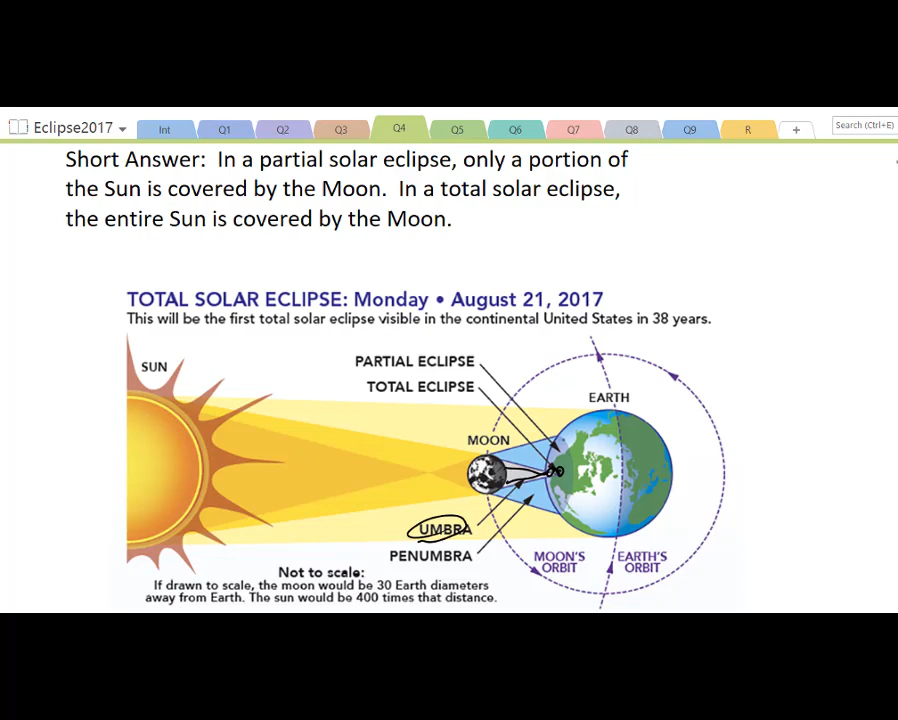 Eclipse2017
Int
Q1
Q2
Q3
Q4
Q5
Q6
Q7
Q8
Q9
R
+
Search (Ctrl+E)
Short Answer: In a partial solar eclipse, only a portion of
the Sun is covered by the Moon. In a total solar eclipse,
the entire Sun is covered by the Moon.
TOTAL SOLAR ECLIPSE: Monday • August 21, 2017
This will be the first total solar eclipse visible in the continental United States in 38 years.
SUN
PARTIAL ECLIPSE
TOTAL ECLIPSE
EARTH
MOON
UMBRA
PENUMBRA
MOON'S
ORBIT
EARTH'S
ORBIT
Not to scale:
If drawn to scale, the moon would be 30 Earth diameters
away from Earth. The sun would be 400 times that distance.